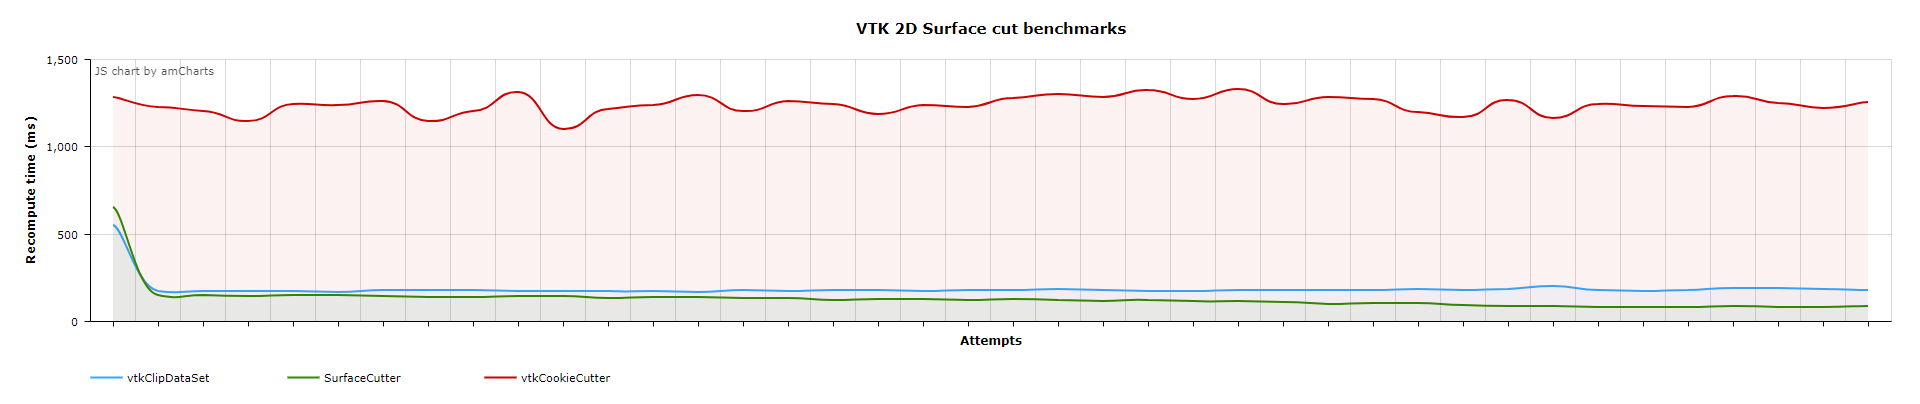 VTK 2D Surface cut benchmarks
1,500
JS chart by amCharts
1,000
500
0
Recompute time (ms)
Attempts
vtkClipDataSet
SurfaceCutter
vtkCookieCutter